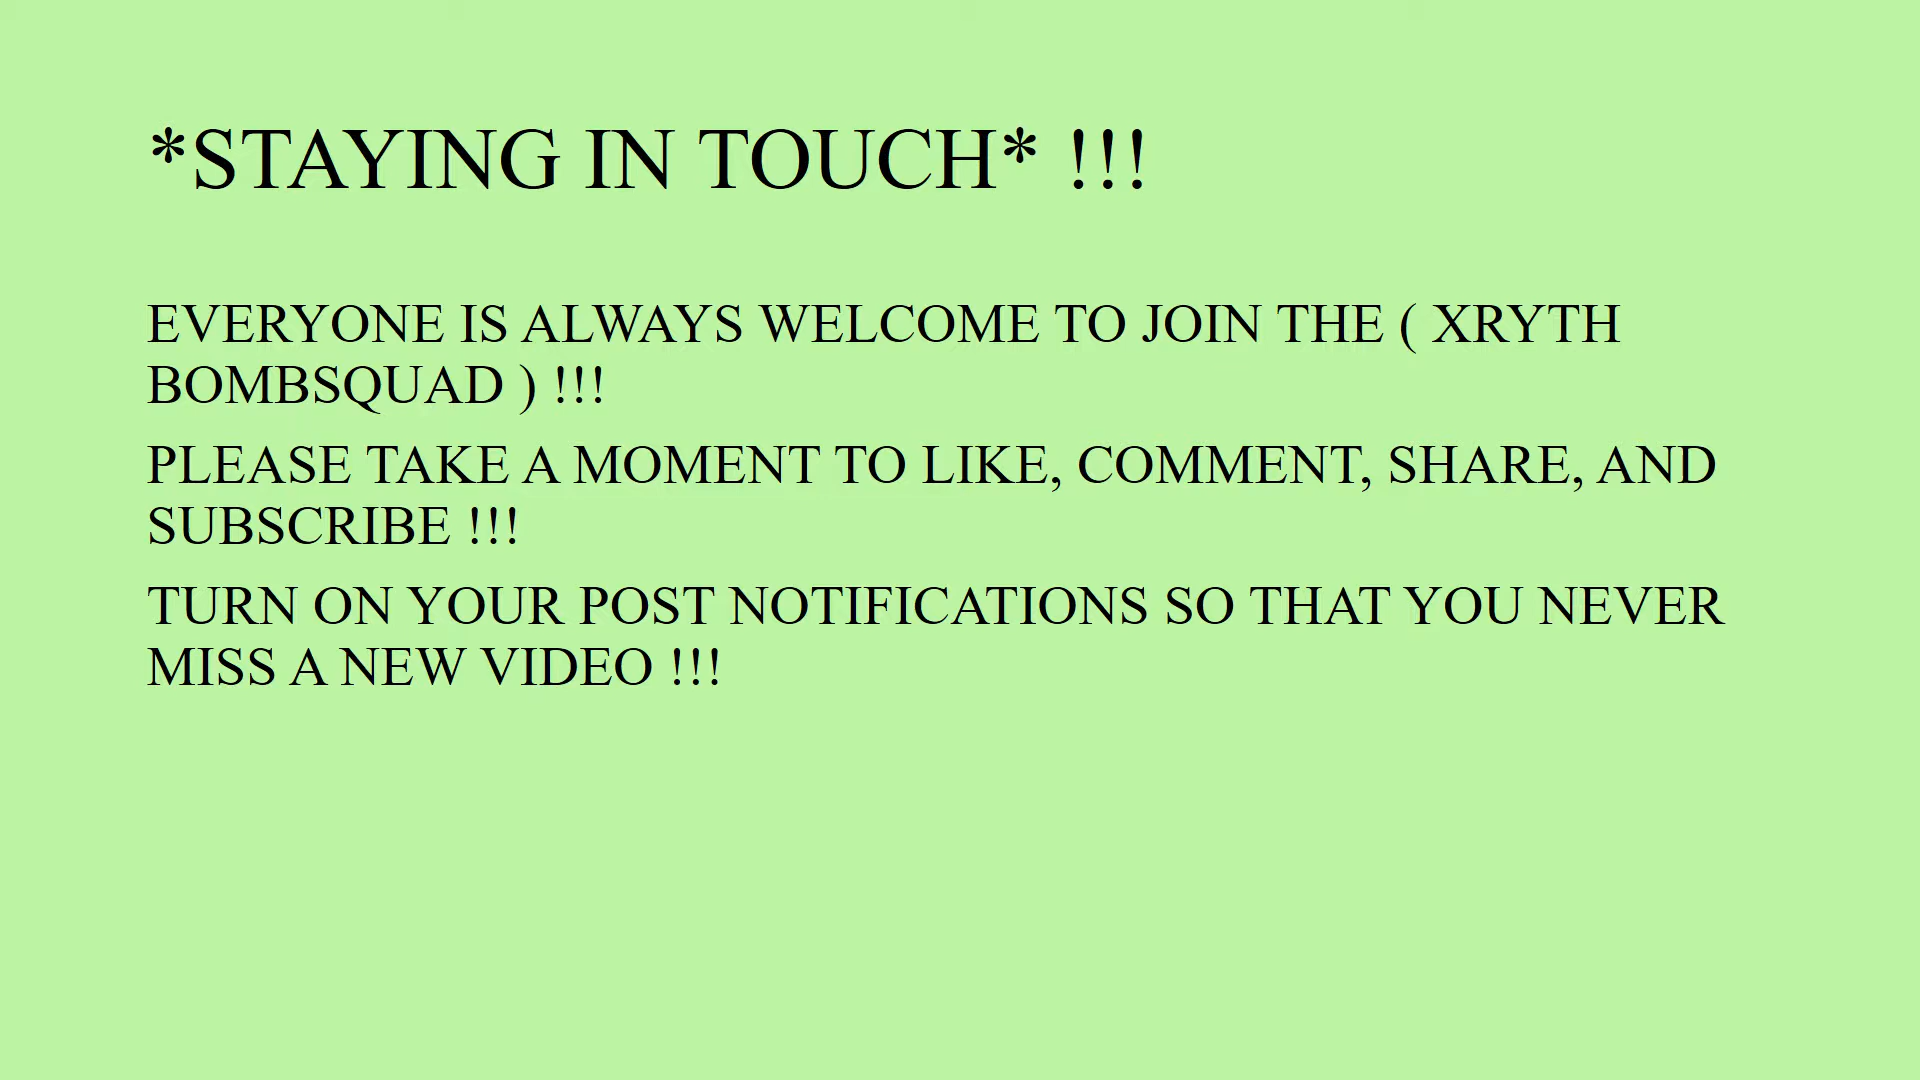 *STAYING IN TOUCH* !!!
EVERYONE IS ALWAYS WELCOME TO JOIN THE ( XRYTH
BOMBSQUAD ) !!!
PLEASE TAKE A MOMENT TO LIKE, COMMENT, SHARE, AND
SUBSCRIBE !!!
TURN ON YOUR POST NOTIFICATIONS SO THAT YOU NEVER
MISS A NEW VIDEO !!!